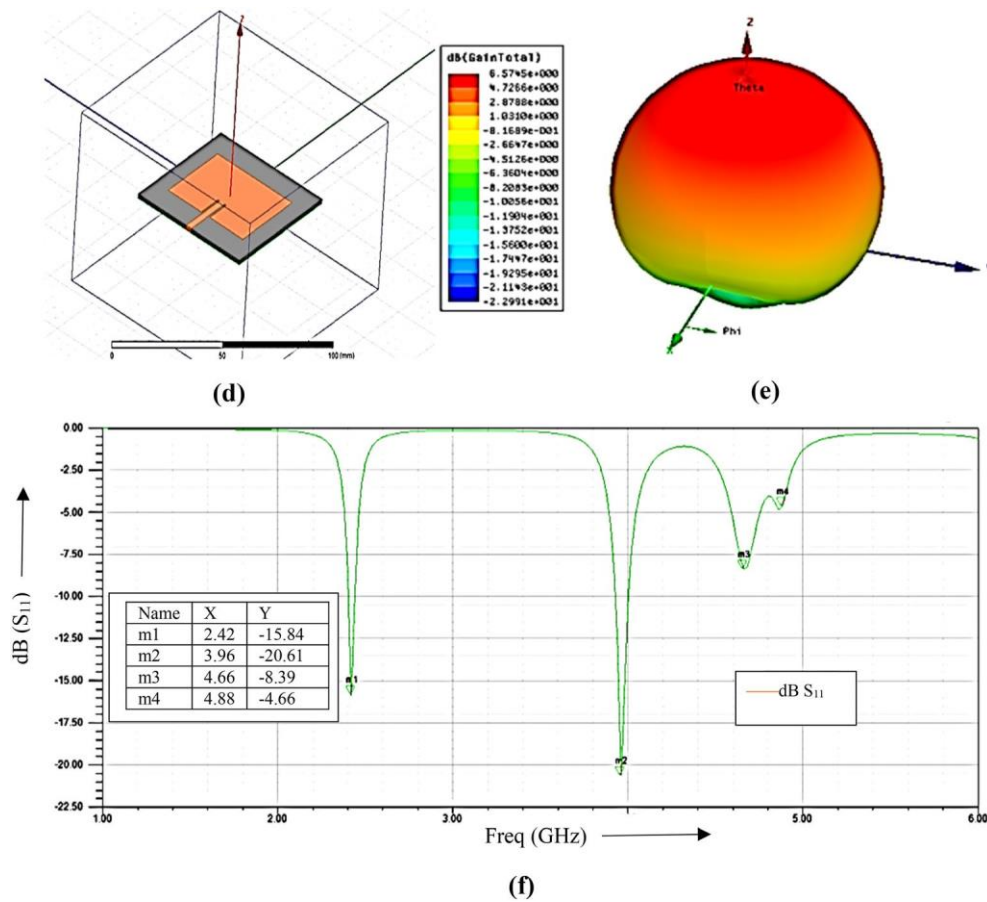 Z
dB(GainTotal)
6.5745e+000
4.7266e+000
2.8788e+000
1.0310e+000
-8.1689e-001
-2.6647e+000
-4.5126e+000
-6.3604e+000
-8.2083e+000
-1.0056e+001
-1.1904e+001
-1.3752e+001
-1.5600e+001
-1.7447e+001
-1.9295e+001
-2.1143e+001
-2.2991e+001
0 50 100 (mm)
Z
Theta
Phi
X
(d)
(e)
0.00
-2.50
-5.00
-7.50
-10.00
-12.50
-15.00
-17.50
-20.00
-22.50
dB (S₁₁)
m1
m2
m3
m4
Name X Y
m1 2.42 -15.84
m2 3.96 -20.61
m3 4.66 -8.39
m4 4.88 -4.66
dB S₁₁
1.00 2.00 3.00 5.00 6.00
Freq (GHz)
(f)